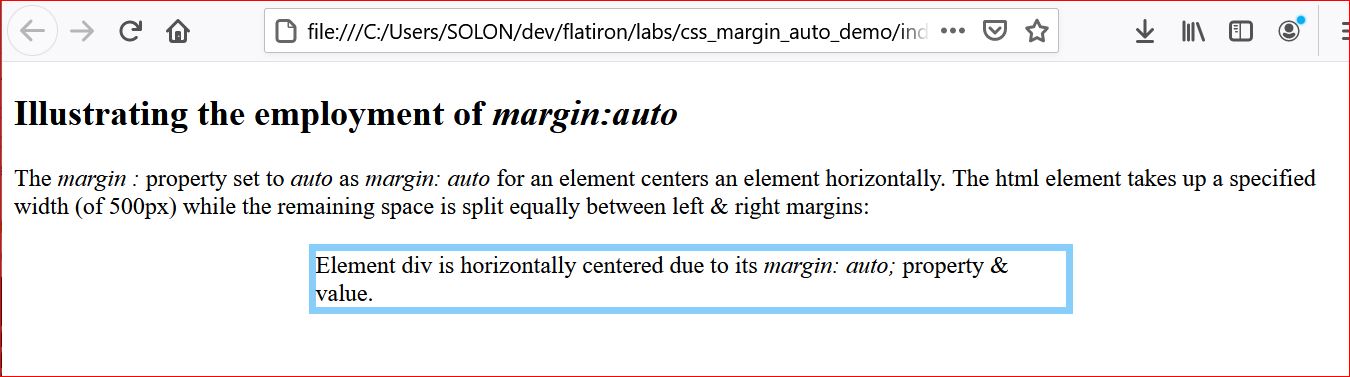 file:///C:/Users/SOLON/dev/flatiron/labs/css_margin_auto_demo/ind
Illustrating the employment of margin:auto
The margin : property set to auto as margin: auto for an element centers an element horizontally. The html element takes up a specified
width (of 500px) while the remaining space is split equally between left & right margins:
Element div is horizontally centered due to its margin: auto; property &
value.